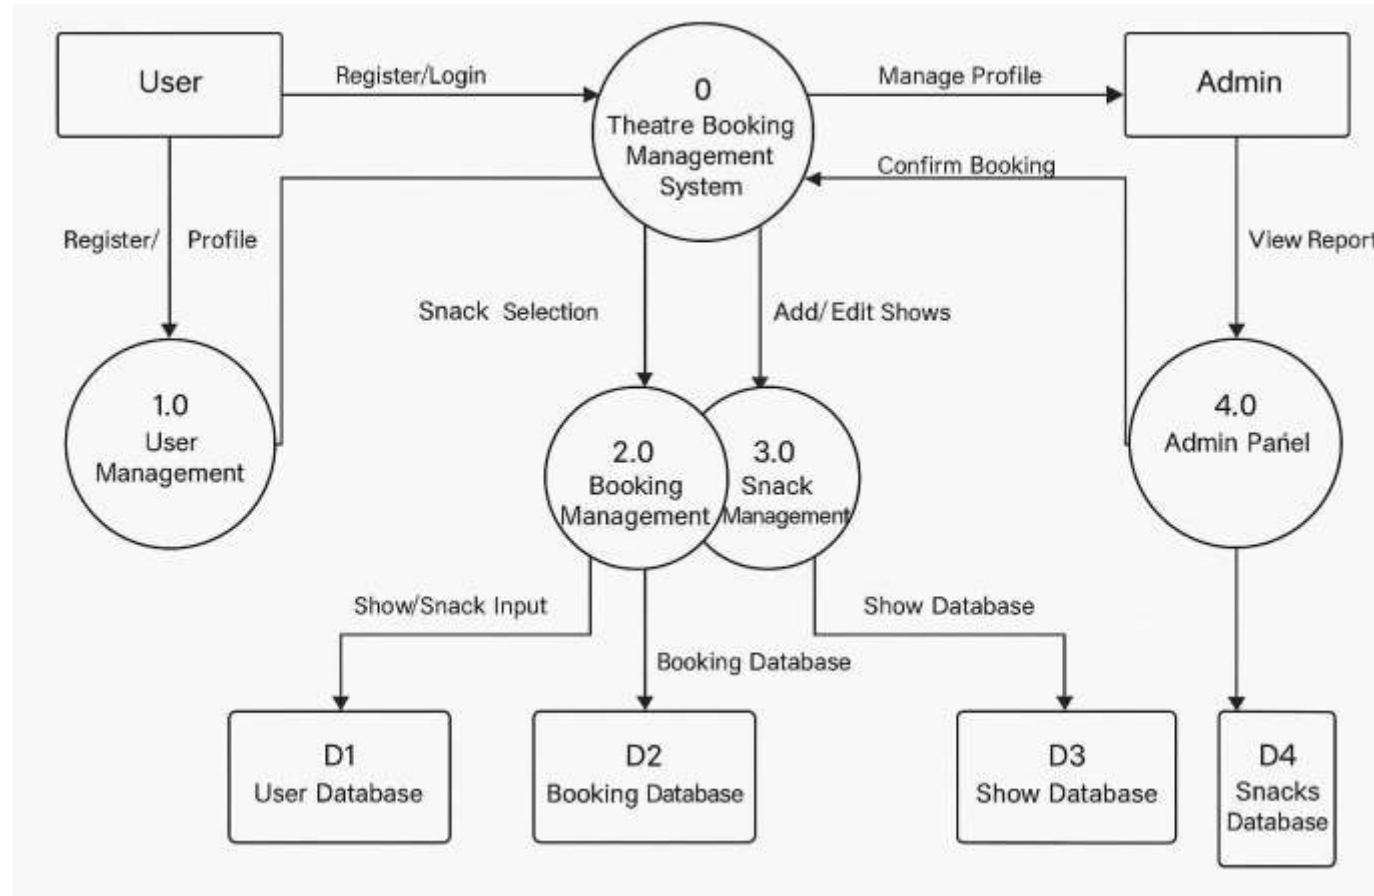 User
Register/Login
0
Theatre Booking
Management
System
Manage Profile
Admin
Confirm Booking
Register/ Profile
View Report
Snack Selection
Add/Edit Shows
1.0
User
Management
2.0
Booking
Management
3.0
Snack
Management
4.0
Admin Pańel
Show/Snack Input
Booking Database
Show Database
D1
User Database
D2
Booking Database
D3
Show Database
D4
Snacks
Database